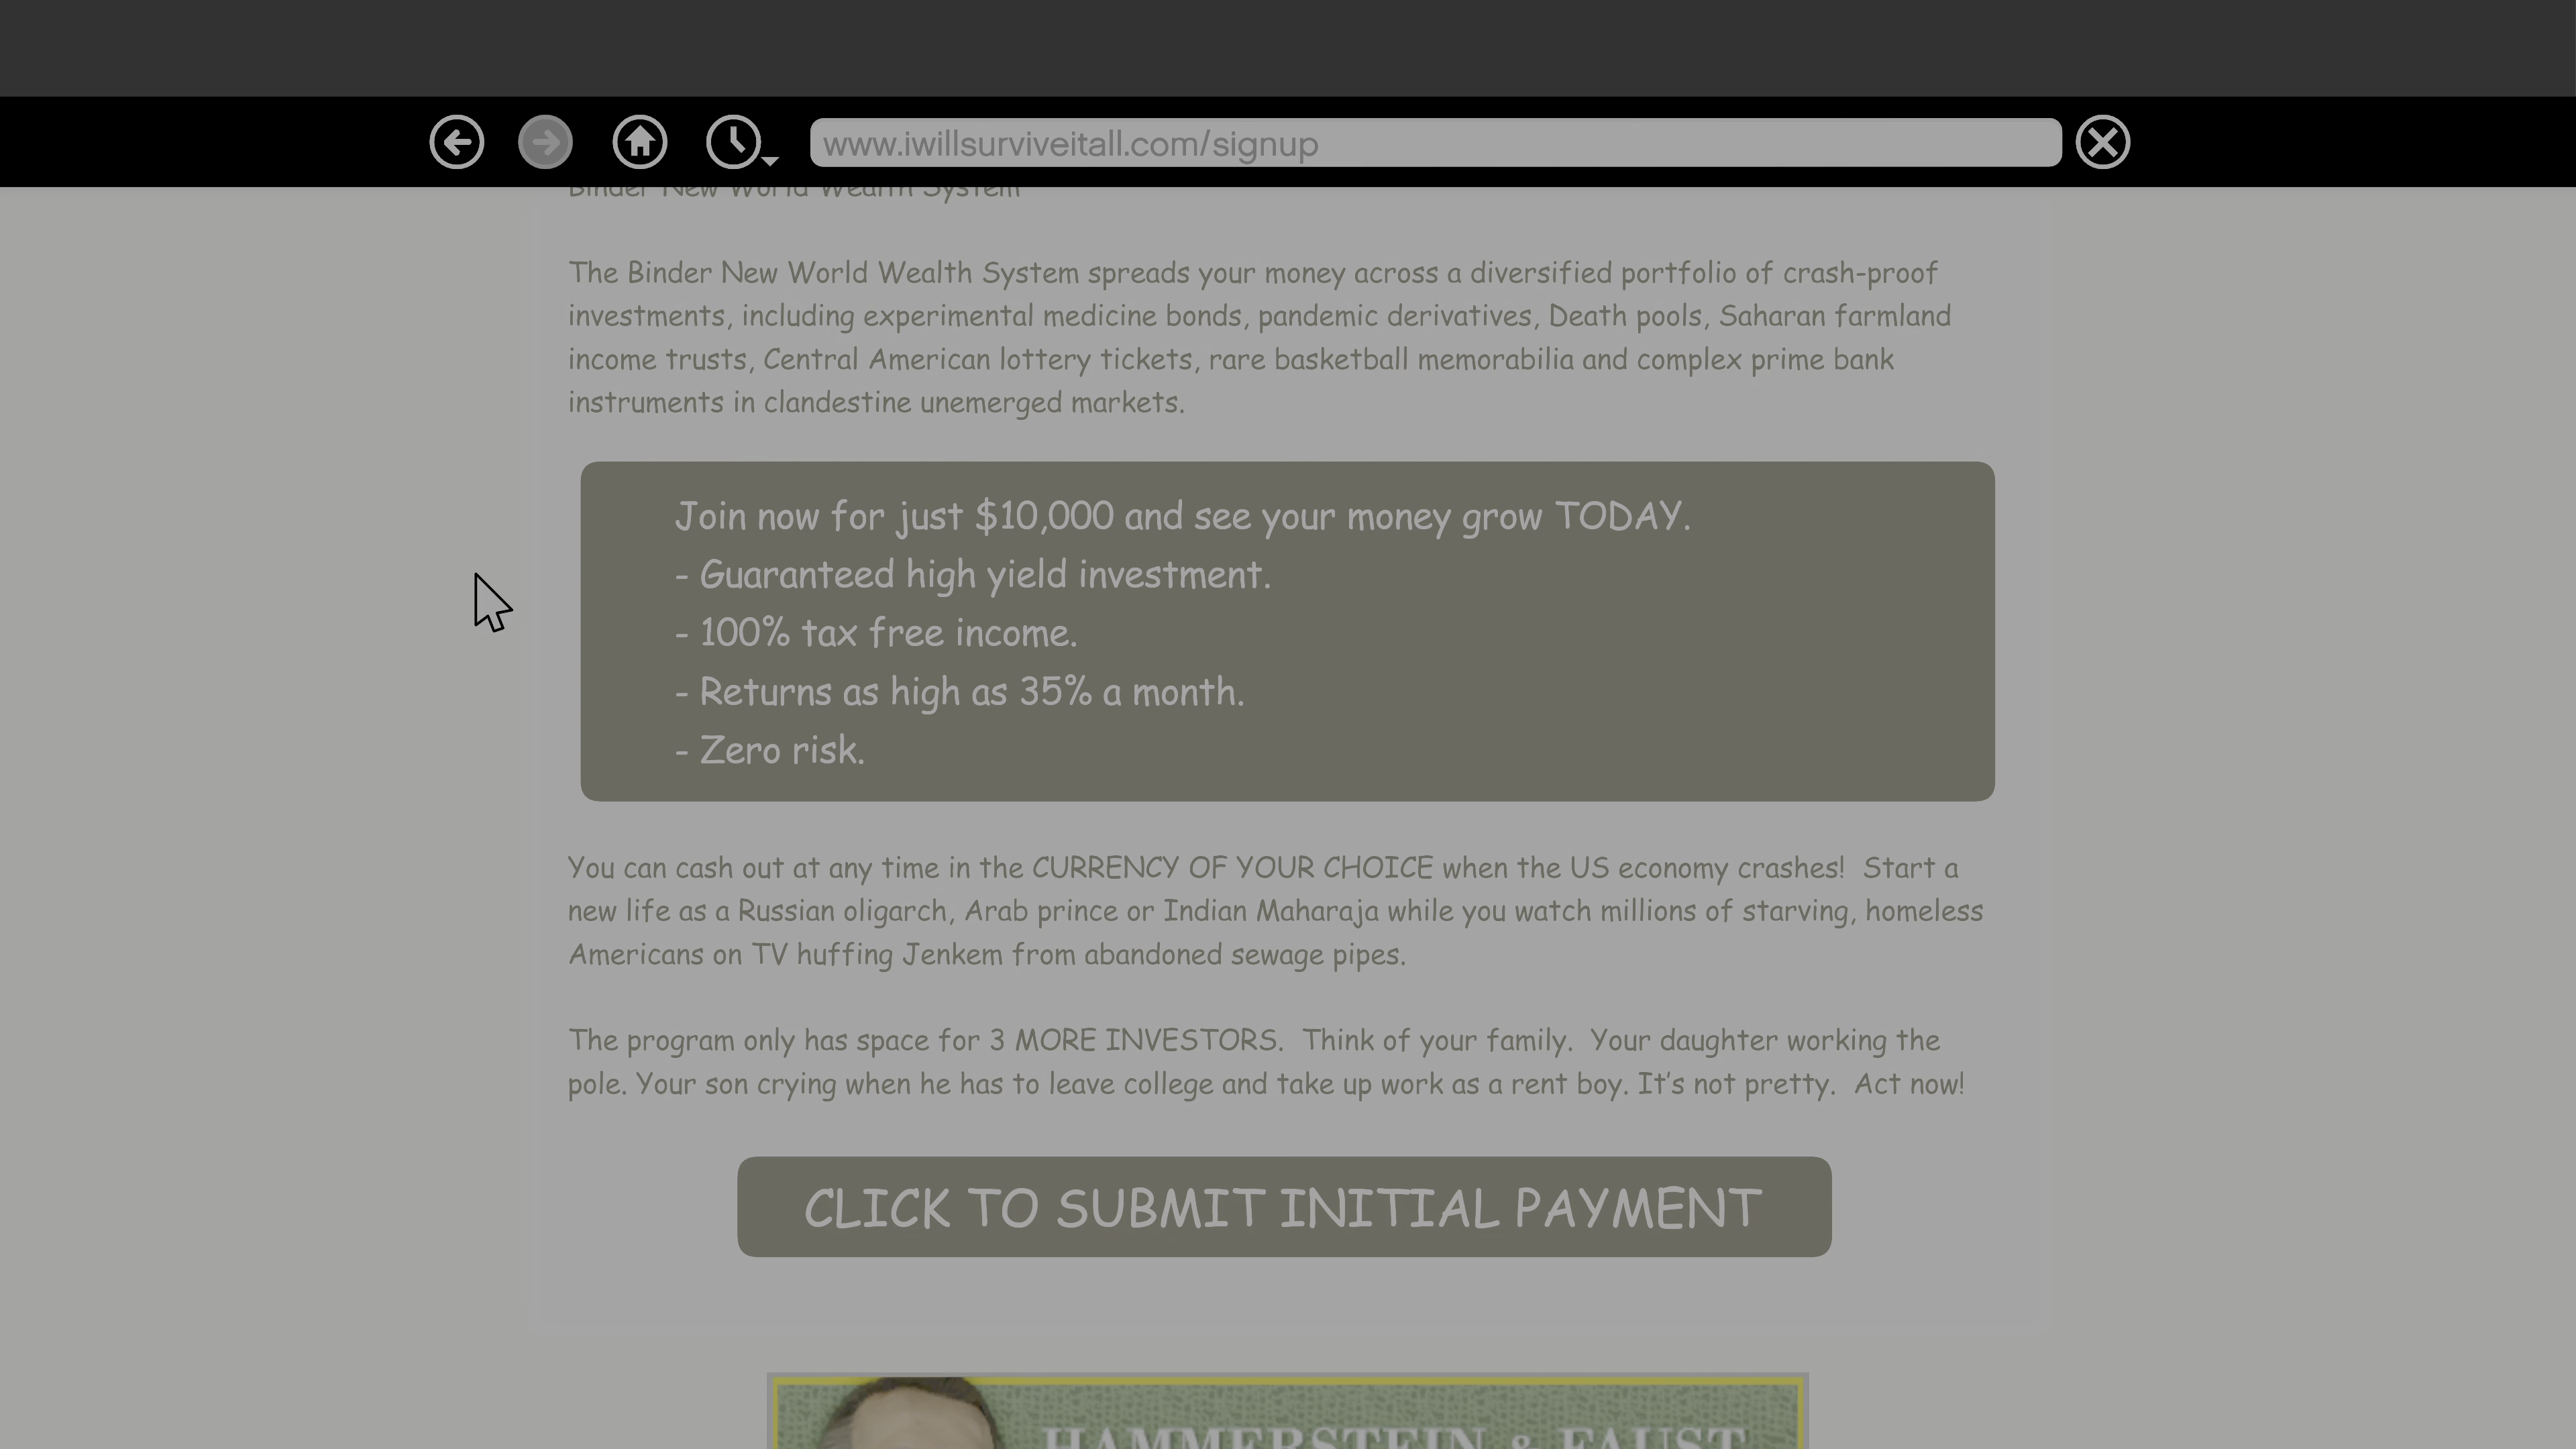 www.iwillsurviveitall.com/signup
Binder New World Wealth System
The Binder New World Wealth System spreads your money across a diversified portfolio of crash-proof
investments, including experimental medicine bonds, pandemic derivatives, Death pools, Saharan farmland
income trusts, Central American lottery tickets, rare basketball memorabilia and complex prime bank
instruments in clandestine unemerged markets.
Join now for just $10,000 and see your money grow TODAY.
- Guaranteed high yield investment.
- 100% tax free income.
- Returns as high as 35% a month.
- Zero risk.
You can cash out at any time in the CURRENCY OF YOUR CHOICE when the US economy crashes!  Start a
new life as a Russian oligarch, Arab prince or Indian Maharaja while you watch millions of starving, homeless
Americans on TV huffing Jenkem from abandoned sewage pipes.
The program only has space for 3 MORE INVESTORS.  Think of your family.  Your daughter working the
pole. Your son crying when he has to leave college and take up work as a rent boy. It's not pretty.  Act now!
CLICK TO SUBMIT INITIAL PAYMENT
HAMMERSTEIN & FAUST